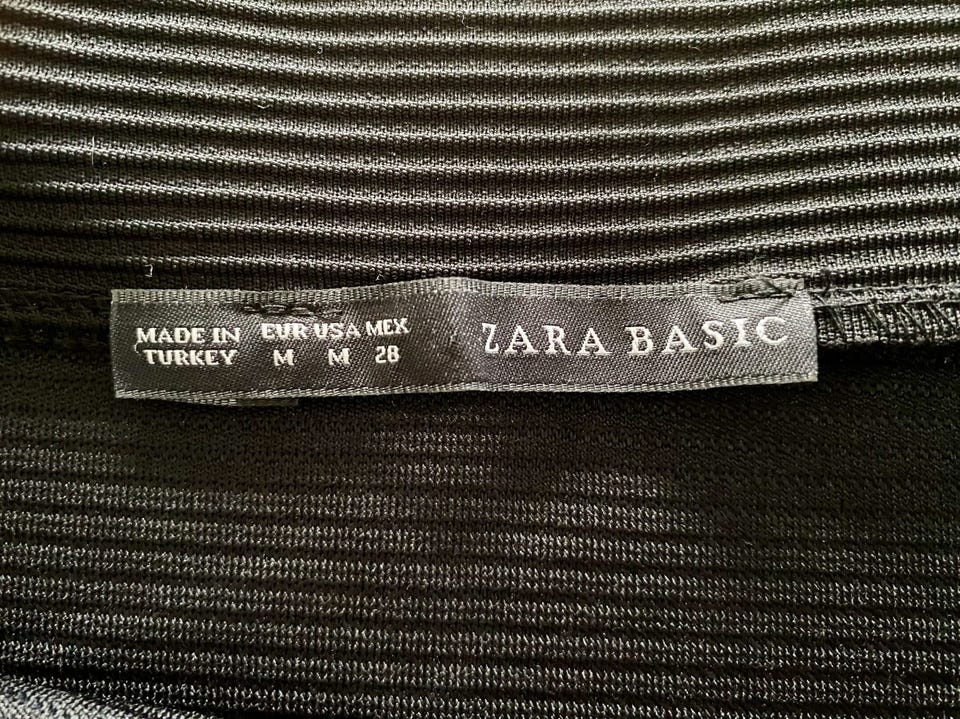 MADE IN
TURKEY
EUR USA MEX
M M 28
ZARA BASIC